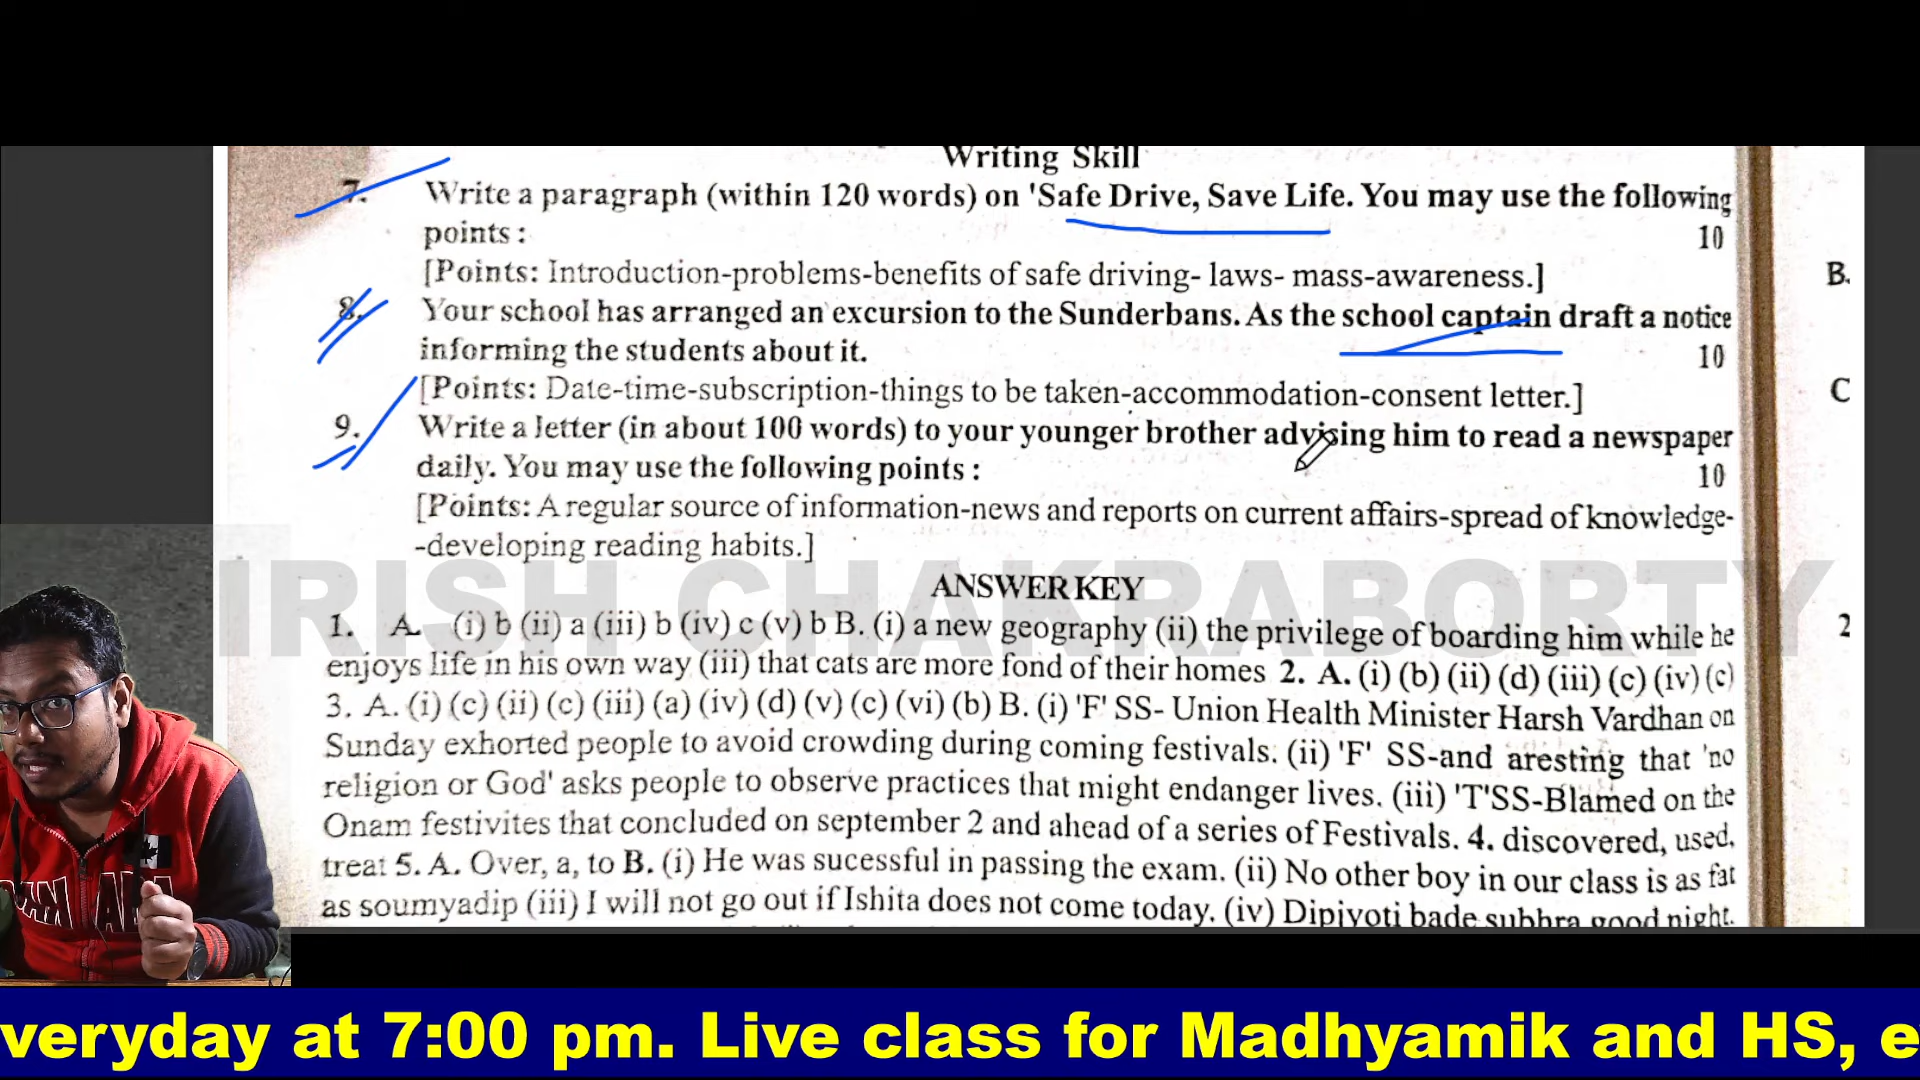 Writing Skill
7. Write a paragraph (within 120 words) on 'Safe Drive, Save Life. You may use the following
points : 10
[Points: Introduction-problems-benefits of safe driving- laws- mass-awareness.]
8. Your school has arranged an excursion to the Sunderbans. As the school captain draft a notice
informing the students about it. 10
[Points: Date-time-subscription-things to be taken-accommodation-consent letter.]
9. Write a letter (in about 100 words) to your younger brother advising him to read a newspaper
daily. You may use the following points : 10
[Points: A regular source of information-news and reports on current affairs-spread of knowledge-
-developing reading habits.]
ANSWER KEY
1. A. (i) b (ii) a (iii) b (iv) c (v) b B. (i) a new geography (ii) the privilege of boarding him while he
enjoys life in his own way (iii) that cats are more fond of their homes 2. A. (i) (b) (ii) (d) (iii) (c) (iv) (c)
3. A. (i) (c) (ii) (c) (iii) (a) (iv) (d) (v) (c) (vi) (b) B. (i) 'F' SS- Union Health Minister Harsh Vardhan on
Sunday exhorted people to avoid crowding during coming festivals. (ii) 'F' SS-and aresting that 'no
religion or God' asks people to observe practices that might endanger lives. (iii) 'T'SS-Blamed on the
Onam festivites that concluded on september 2 and ahead of a series of Festivals. 4. discovered, used,
treat 5. A. Over, a, to B. (i) He was sucessful in passing the exam. (ii) No other boy in our class is as fat
as soumyadip (iii) I will not go out if Ishita does not come today. (iv) Dipjyoti bade subhra good night.
B.
C
2
IRISH CHAKRABORTY
veryday at 7:00 pm. Live class for Madhyamik and HS, e